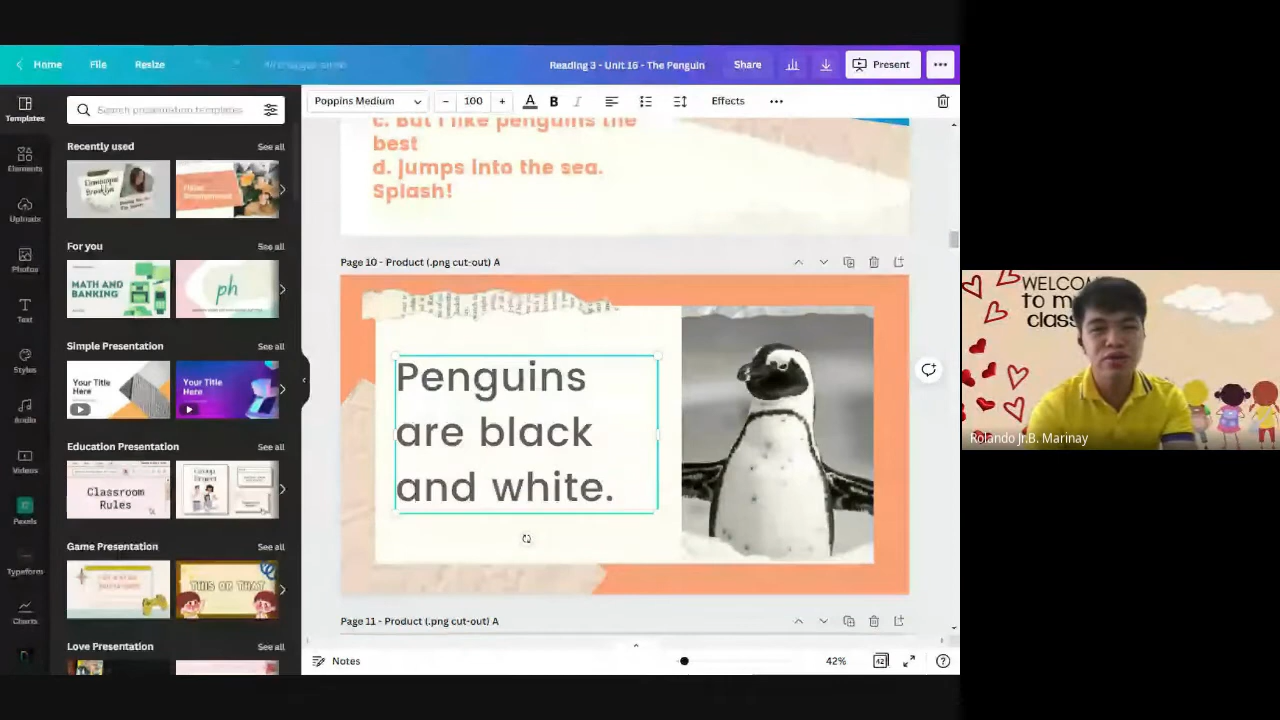 Home File Resize
Reading 3 - Unit 16 - The Penguin Share Present
Templates
Elements
Uploads
Photos
Text
Styles
Audio
Videos
Pexels
Typeform
Charts
Search presentation templates
Recently used See all
For you See all
MATH AND
BANKING
ph
Simple Presentation See all
Your Title
Here
Your Title
Here
Education Presentation See all
Classroom
Rules
Game Presentation See all
THIS OR THAT
Love Presentation See all
Poppins Medium - 100 + A B I Effects
c. But I like penguins the
best
d. Jumps into the sea.
Splash!
Page 10 - Product (.png cut-out) A
Penguins
are black
and white.
Page 11 - Product (.png cut-out) A
Notes 42% 42
WELCOM
to m
class
Rolando Jr.B. Marinay